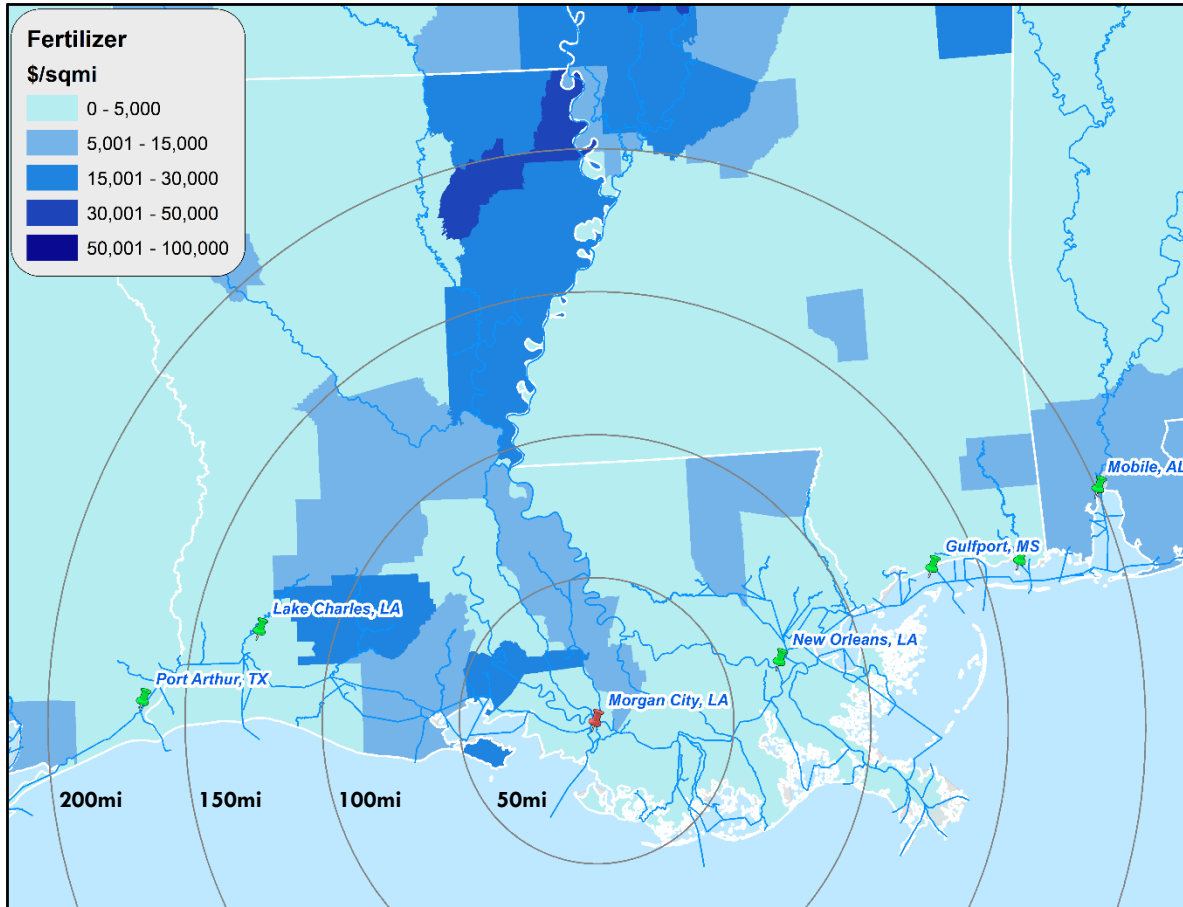 Fertilizer
$/sqmi
0 - 5,000
5,001 - 15,000
15,001 - 30,000
30,001 - 50,000
50,001 - 100,000
Mobile, AL
Gulfport, MS
Lake Charles, LA
New Orleans, LA
Port Arthur, TX
Morgan City, LA
200mi
150mi
100mi
50mi